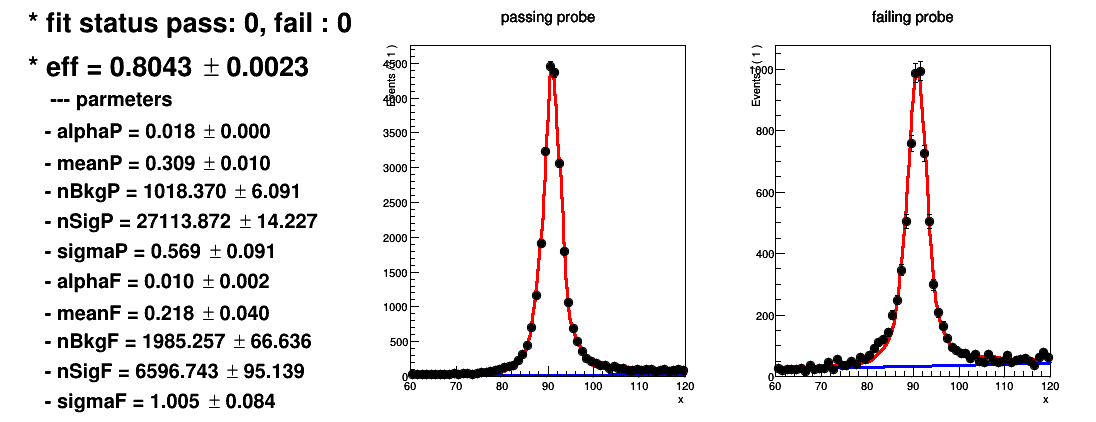 * fit status pass: 0, fail : 0
* eff = 0.8043 ± 0.0023
--- parmeters
- alphaP = 0.018 ± 0.000
- meanP = 0.309 ± 0.010
- nBkgP = 1018.370 ± 6.091
- nSigP = 27113.872 ± 14.227
- sigmaP = 0.569 ± 0.091
- alphaF = 0.010 ± 0.002
- meanF = 0.218 ± 0.040
- nBkgF = 1985.257 ± 66.636
- nSigF = 6596.743 ± 95.139
- sigmaF = 1.005 ± 0.084
passing probe
Events / ( 1 )
4500
4000
3500
3000
2500
2000
1500
1000
500
0
60 70 80 90 100 110 120
x
failing probe
Events / ( 1 )
1000
800
600
400
200
0
60 70 80 90 100 110 120
x